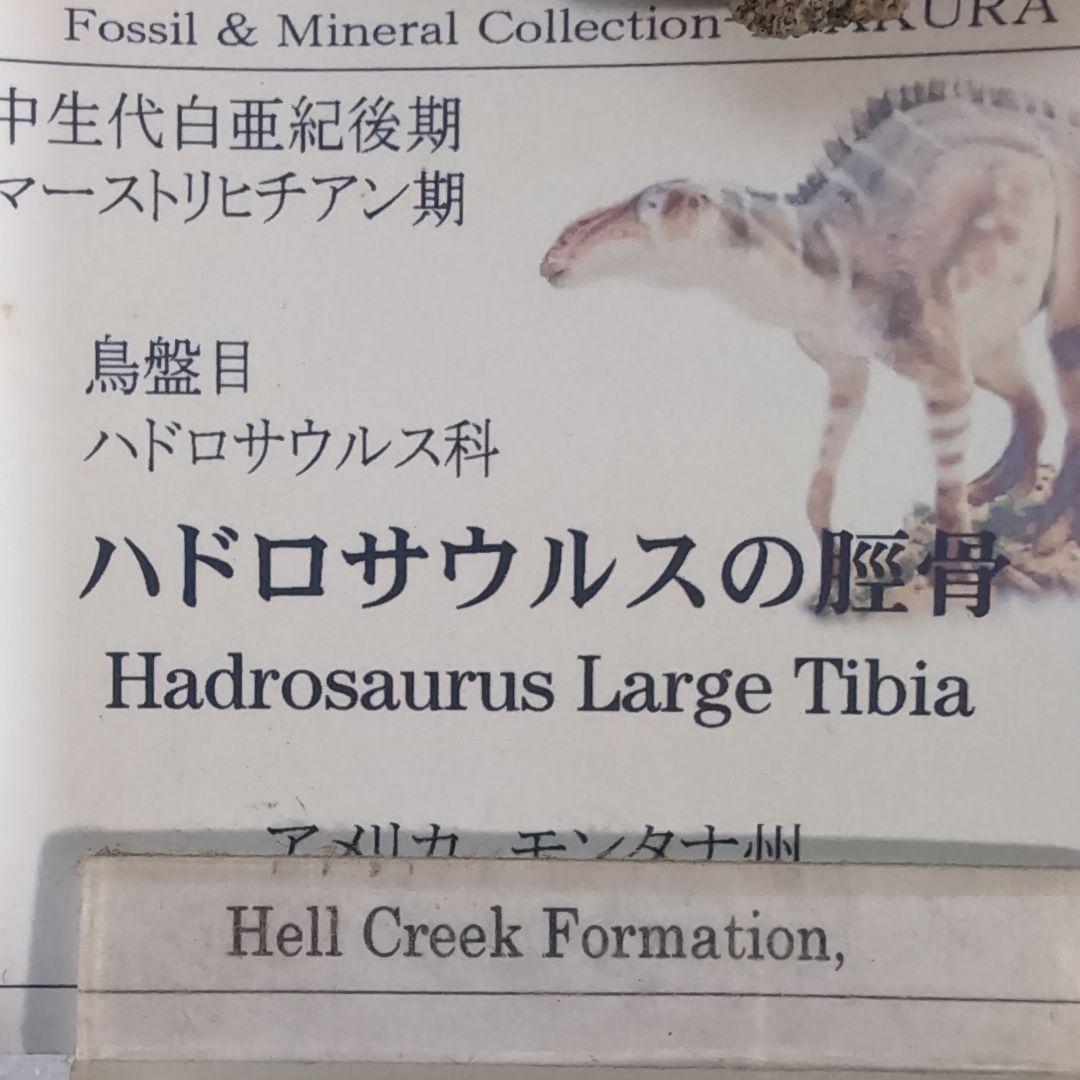 Fossil & Mineral Collection
中生代白亜紀後期
マーストリヒチアン期
鳥盤目
ハドロサウルス科
ハドロサウルスの脛骨
Hadrosaurus Large Tibia
アメリカ モンタナ州
Hell Creek Formation,